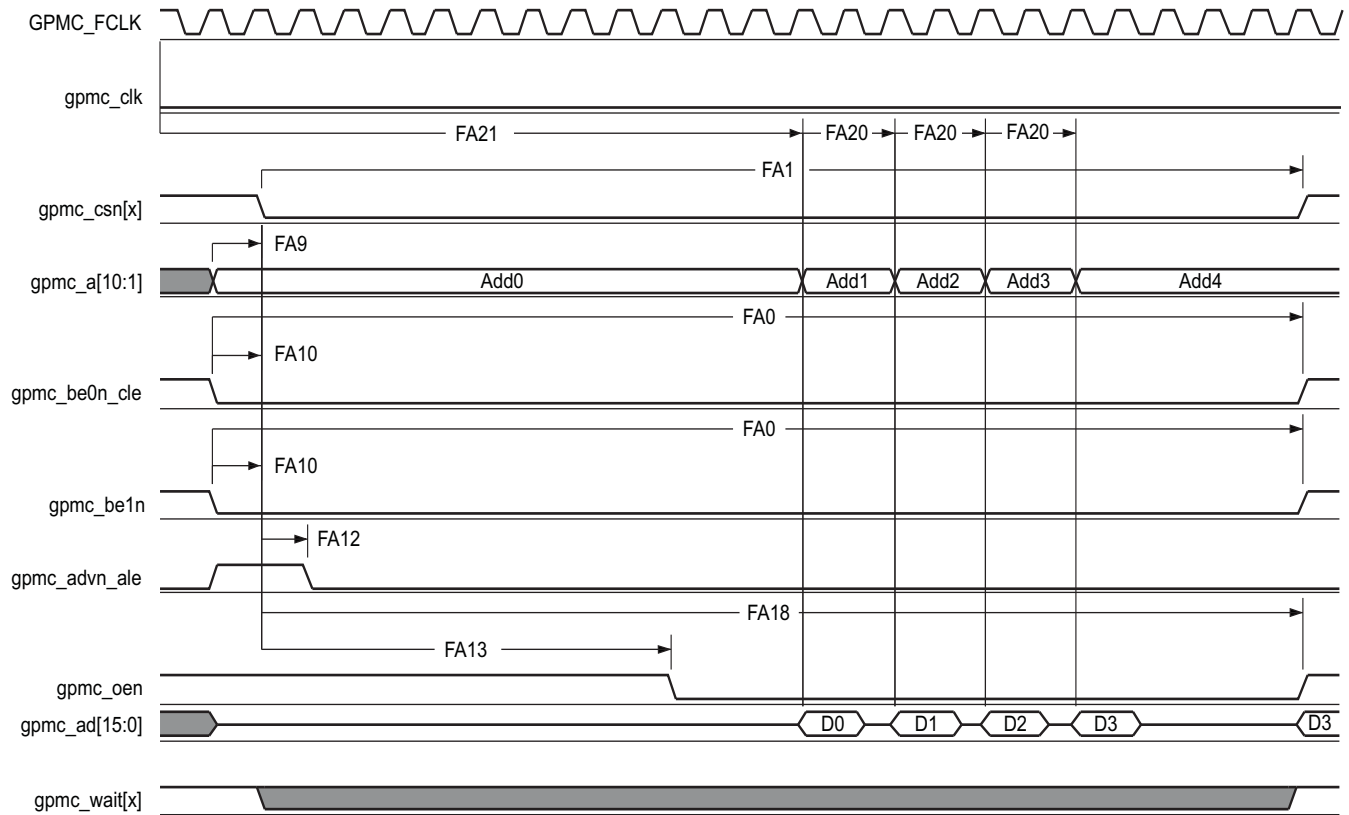 GPMC_FCLK
gpmc_clk
FA21 FA20 FA20 FA20
FA1
gpmc_csn[x]
FA9
gpmc_a[10:1] Add0 Add1 Add2 Add3 Add4
FA0
FA10
gpmc_be0n_cle
FA0
FA10
gpmc_be1n
FA12
gpmc_advn_ale
FA18
FA13
gpmc_oen
gpmc_ad[15:0] D0 D1 D2 D3 D3
gpmc_wait[x]